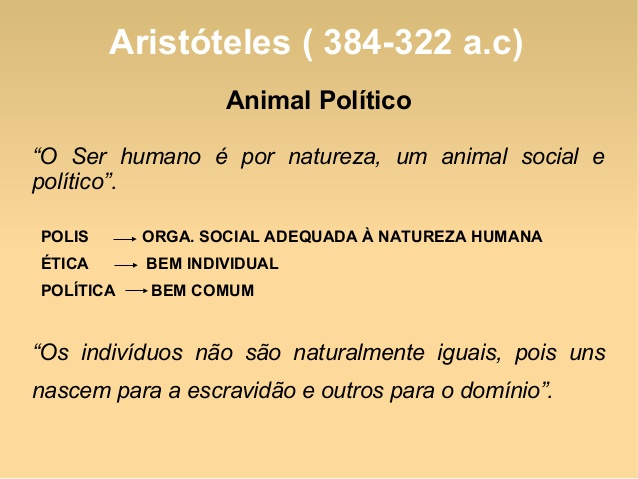 Aristóteles ( 384-322 a.c)
Animal Político
“O Ser humano é por natureza, um animal social e
político”.
POLIS → ORGA. SOCIAL ADEQUADA À NATUREZA HUMANA
ÉTICA → BEM INDIVIDUAL
POLÍTICA → BEM COMUM
“Os indivíduos não são naturalmente iguais, pois uns
nascem para a escravidão e outros para o domínio”.